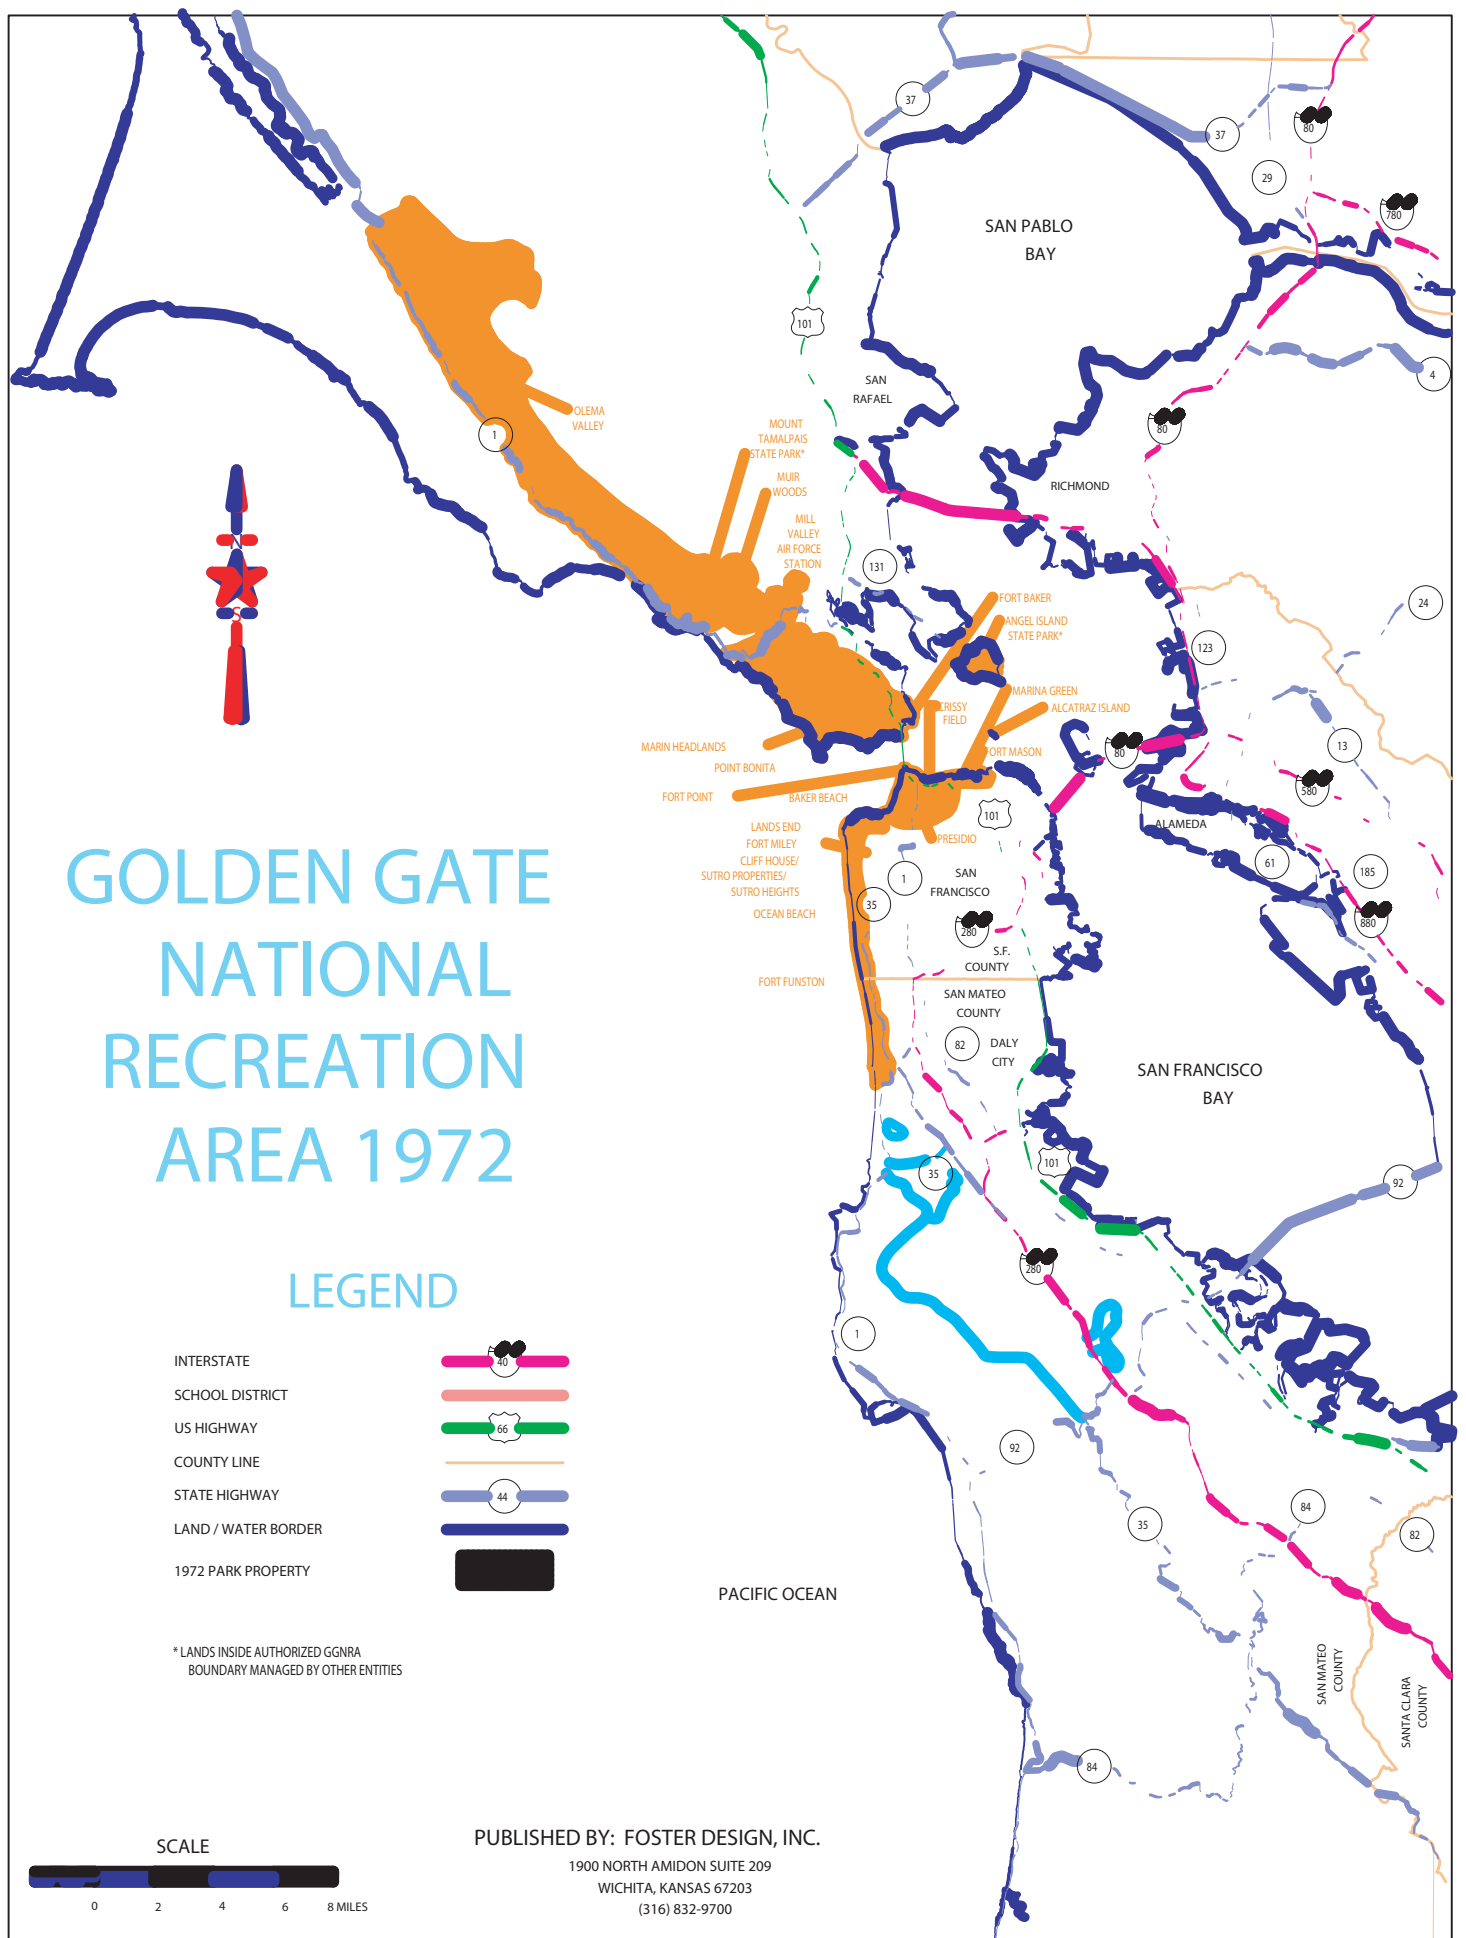 37
37
80
29
780
SAN PABLO
BAY
101
4
SAN
RAFAEL
OLEMA
VALLEY
80
1
MOUNT
TAMALPAIS
STATE PARK*
MUIR
WOODS
RICHMOND
MILL
VALLEY
AIR FORCE
STATION
N
S
131
24
FORT BAKER
ANGEL ISLAND
STATE PARK*
123
MARINA GREEN
ALCATRAZ ISLAND
CRISSY
FIELD
MARIN HEADLANDS
FORT MASON
80
13
POINT BONITA
FORT POINT
BAKER BEACH
580
101
ALAMEDA
LANDS END
FORT MILEY
PRESIDIO
CLIFF HOUSE/
SUTRO PROPERTIES/
SUTRO HEIGHTS
61
185
1
SAN
FRANCISCO
35
OCEAN BEACH
880
280
S.F.
COUNTY
FORT FUNSTON
SAN MATEO
COUNTY
82
DALY
CITY
SAN FRANCISCO
BAY
GOLDEN GATE
NATIONAL
RECREATION
AREA 1972
101
35
92
280
1
LEGEND
INTERSTATE
40
SCHOOL DISTRICT
US HIGHWAY
66
COUNTY LINE
STATE HIGHWAY
44
LAND / WATER BORDER
1972 PARK PROPERTY
92
84
35
82
PACIFIC OCEAN
* LANDS INSIDE AUTHORIZED GGNRA
BOUNDARY MANAGED BY OTHER ENTITIES
SAN MATEO
COUNTY
SANTA CLARA
COUNTY
84
SCALE
0 2 4 6 8 MILES
PUBLISHED BY: FOSTER DESIGN, INC.
1900 NORTH AMIDON SUITE 209
WICHITA, KANSAS 67203
(316) 832-9700